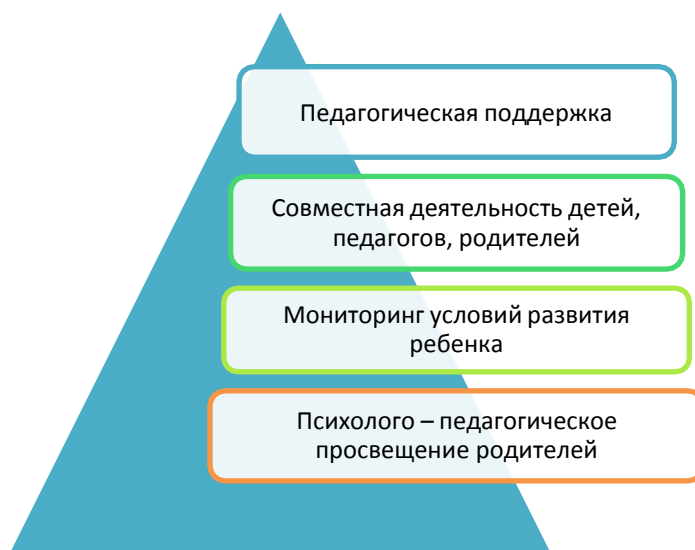 Педагогическая поддержка
Совместная деятельность детей,
педагогов, родителей
Мониторинг условий развития
ребенка
Психолого – педагогическое
просвещение родителей